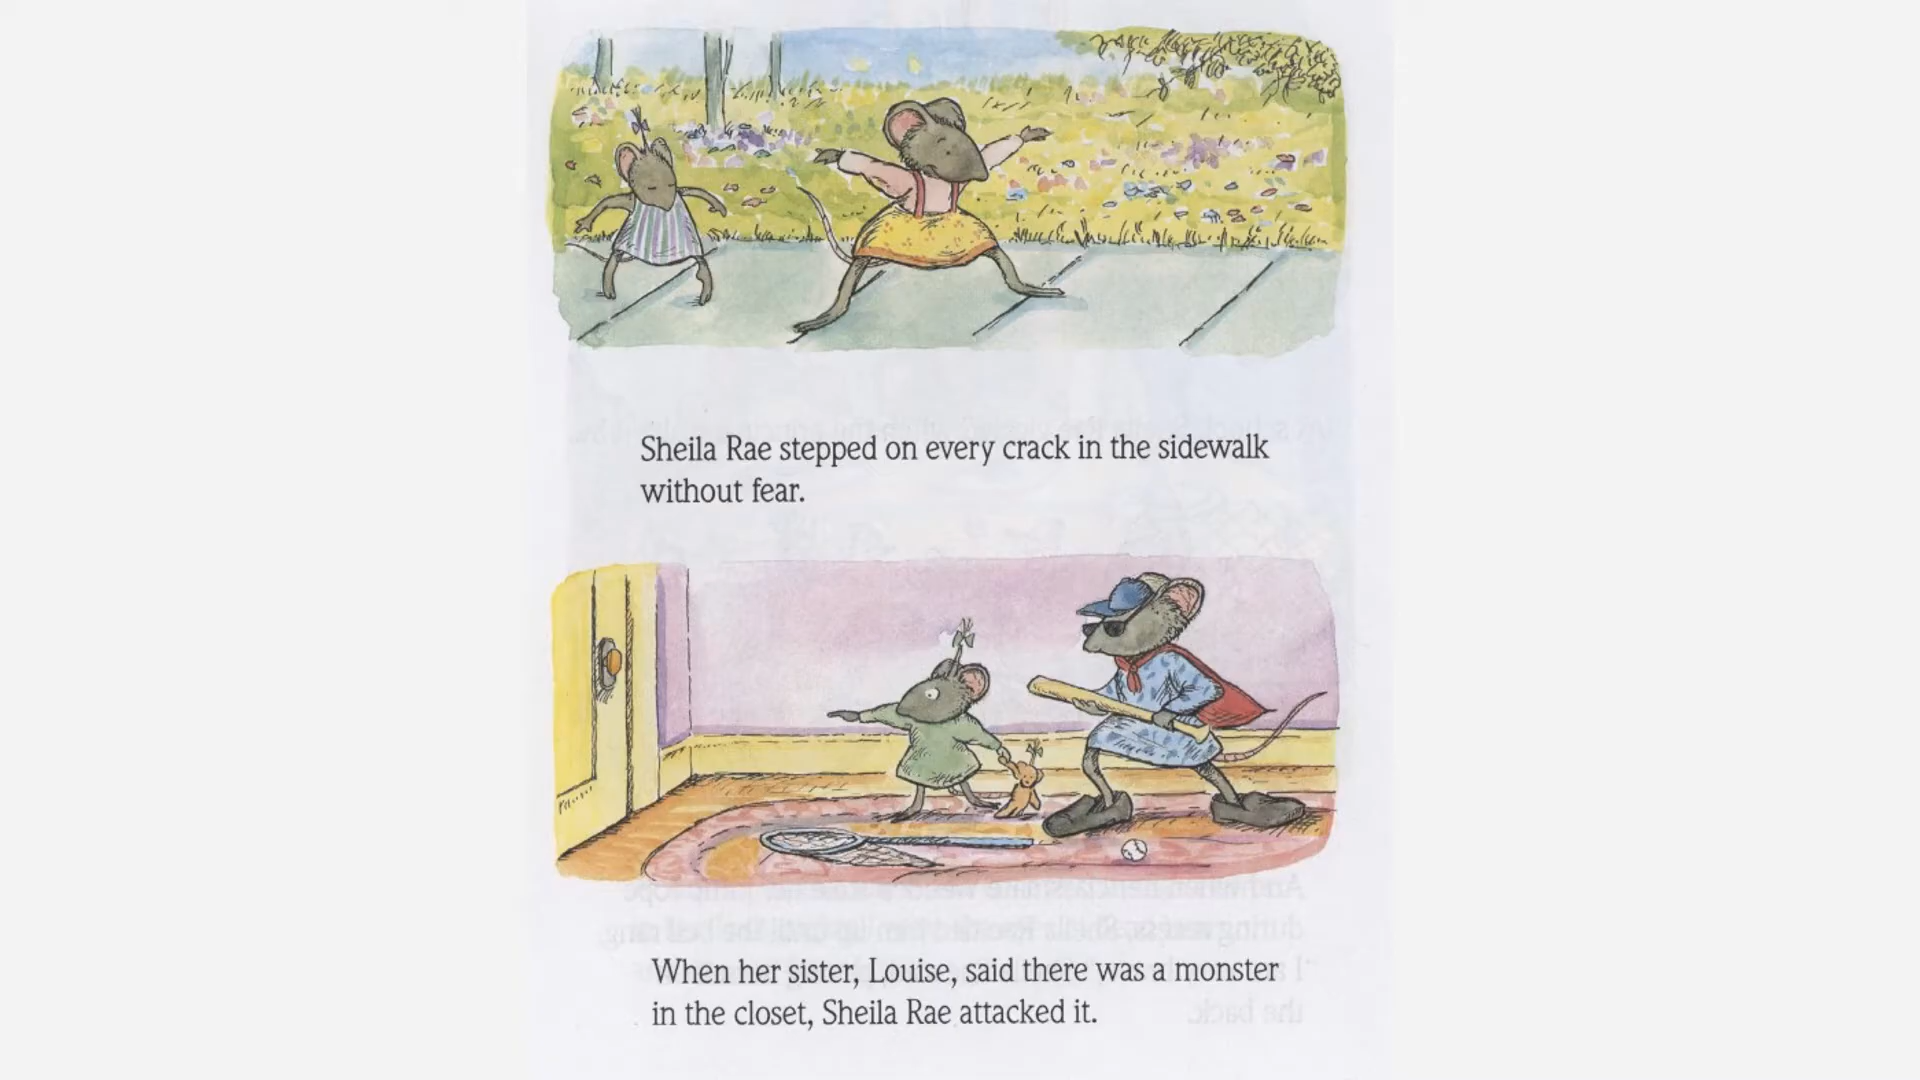 Sheila Rae stepped on every crack in the sidewalk
without fear.
When her sister, Louise, said there was a monster
in the closet, Sheila Rae attacked it.